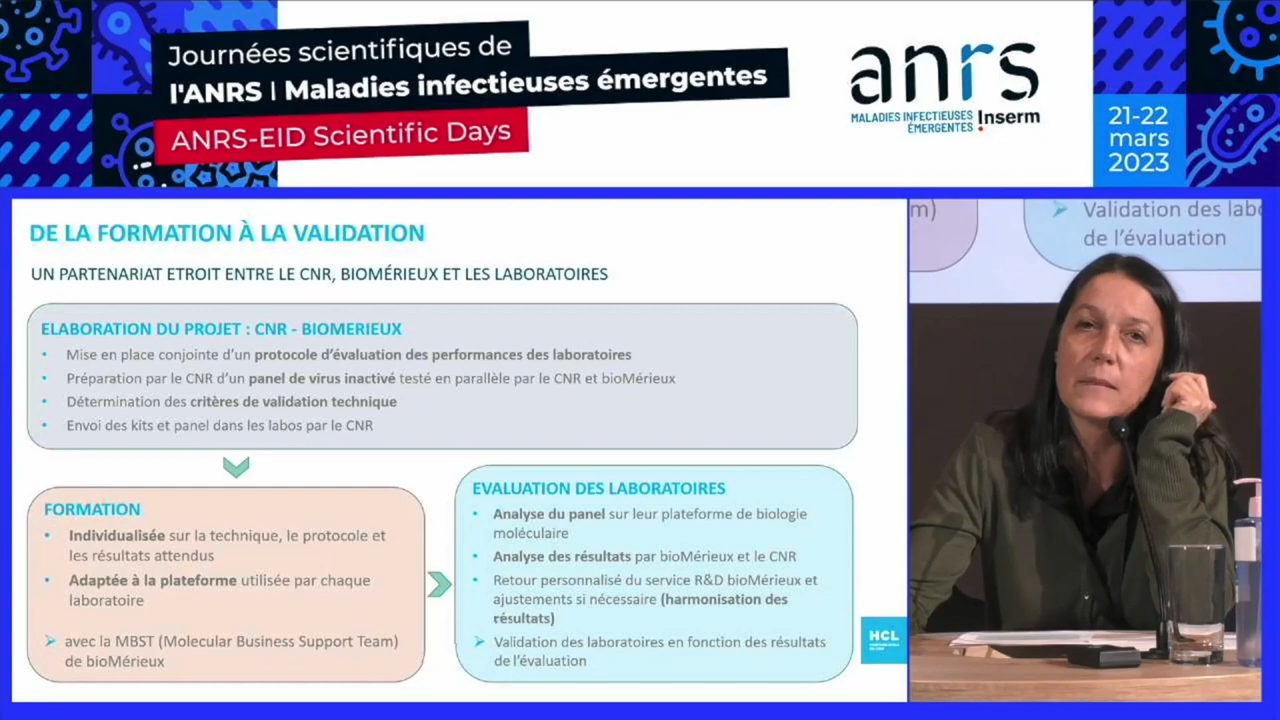 Journées scientifiques de
l'ANRS | Maladies infectieuses émergentes
ANRS-EID Scientific Days
anrs
MALADIES INFECTIEUSES
ÉMERGENTES
Inserm
21-22
mars
2023
DE LA FORMATION À LA VALIDATION
UN PARTENARIAT ETROIT ENTRE LE CNR, BIOMÉRIEUX ET LES LABORATOIRES
ELABORATION DU PROJET : CNR - BIOMERIEUX
• Mise en place conjointe d'un protocole d'évaluation des performances des laboratoires
• Préparation par le CNR d'un panel de virus inactivé testé en parallèle par le CNR et bioMérieux
• Détermination des critères de validation technique
• Envoi des kits et panel dans les labos par le CNR
FORMATION
• Individualisée sur la technique, le protocole et
les résultats attendus
• Adaptée à la plateforme utilisée par chaque
laboratoire
avec la MBST (Molecular Business Support Team)
de bioMérieux
EVALUATION DES LABORATOIRES
• Analyse du panel sur leur plateforme de biologie
moléculaire
• Analyse des résultats par bioMérieux et le CNR
• Retour personnalisé du service R&D bioMérieux et
ajustements si nécessaire (harmonisation des
résultats)
Validation des laboratoires en fonction des résultats
de l'évaluation
HCL
m)
Validation des labo
de l'évaluation